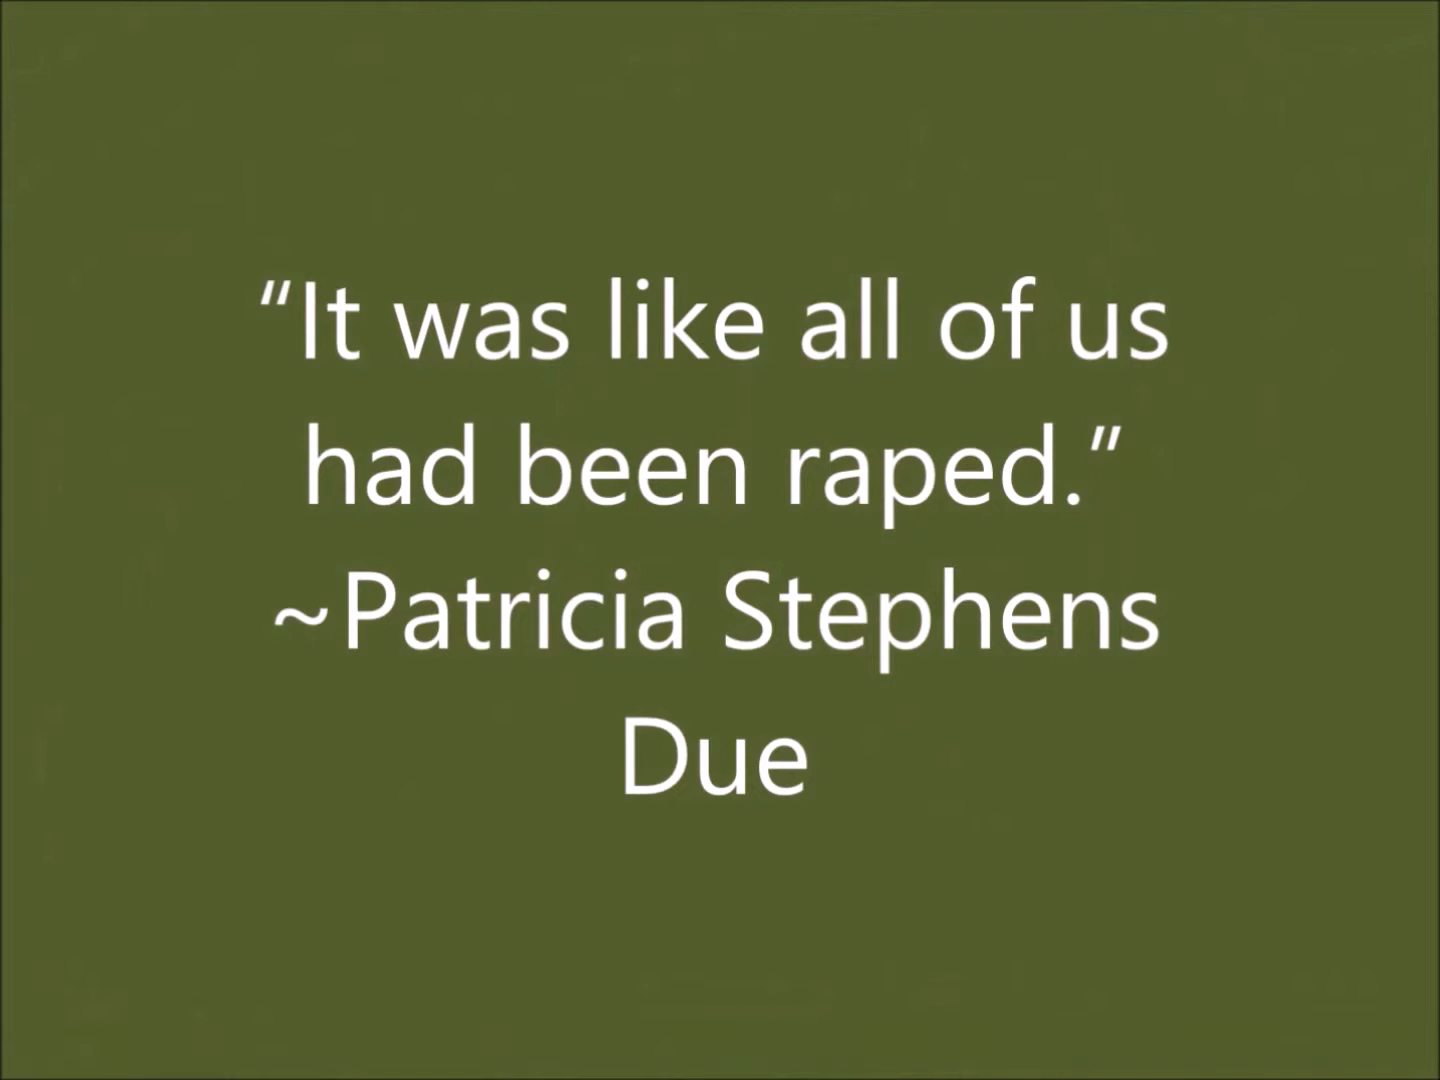 “It was like all of us
had been raped.”
~Patricia Stephens
Due